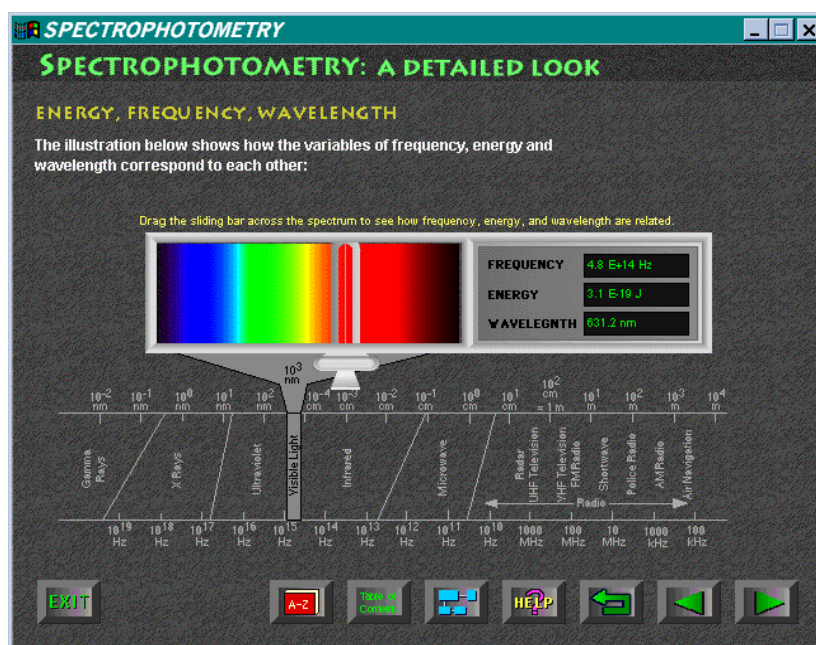 SPECTROPHOTOMETRY
SPECTROPHOTOMETRY: A DETAILED LOOK
ENERGY, FREQUENCY, WAVELENGTH
The illustration below shows how the variables of frequency, energy and
wavelength correspond to each other:
Drag the sliding bar across the spectrum to see how frequency, energy, and wavelength are related.
FREQUENCY 4.8 E+14 Hz
ENERGY 3.1 E-19 J
WAVELEGNTH 631.2 nm
10³ nm
10⁻² nm 10⁻¹ nm 10⁰ nm 10¹ nm 10² nm 10⁻⁴ cm 10⁻³ cm 10⁻² cm 10⁻¹ cm 10⁰ cm 10¹ cm 10² cm = 1 m 10¹ m 10² m 10³ m 10⁴ m
Gamma Rays
X Rays
Ultraviolet
Visible Light
Infrared
Microwave
Radar
UHF Television
VHF Television
FM Radio
Shortwave
Police Radio
AM Radio
Air Navigation
Radio
10¹⁹ Hz 10¹⁸ Hz 10¹⁷ Hz 10¹⁶ Hz 10¹⁵ Hz 10¹⁴ Hz 10¹³ Hz 10¹² Hz 10¹¹ Hz 10¹⁰ Hz 1000 MHz 100 MHz 10 MHz 1000 kHz 100 kHz
EXIT
A-Z
Table of
Content
HELP